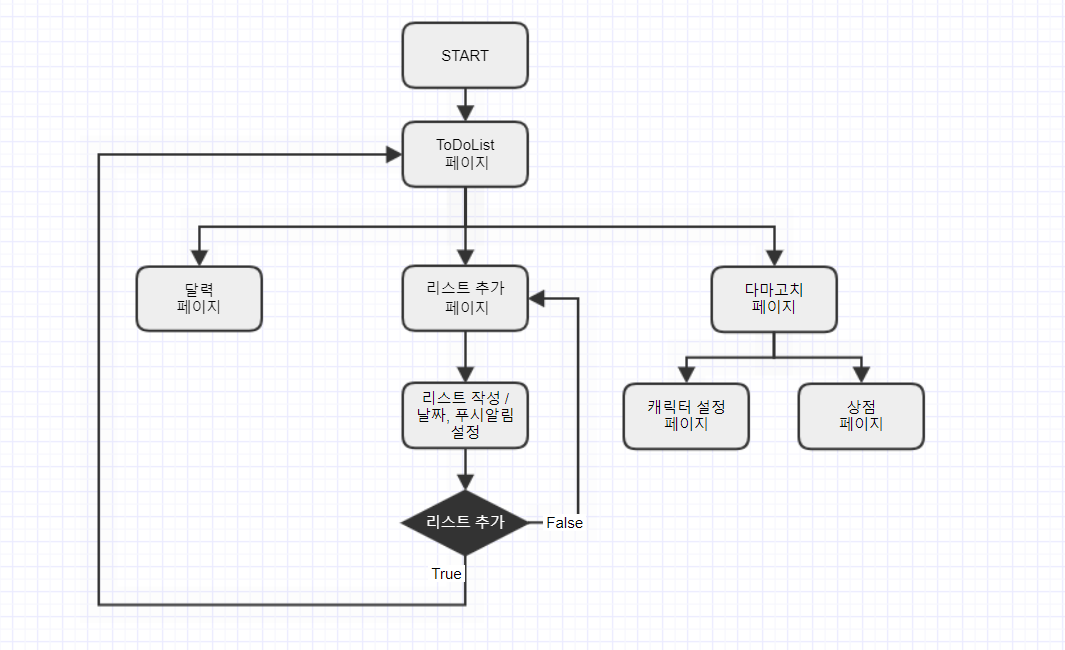 START
ToDoList
페이지
달력
페이지
리스트 추가
페이지
다마고치
페이지
리스트 작성 /
날짜, 푸시알림
설정
캐릭터 설정
페이지
상점
페이지
리스트 추가
False
True